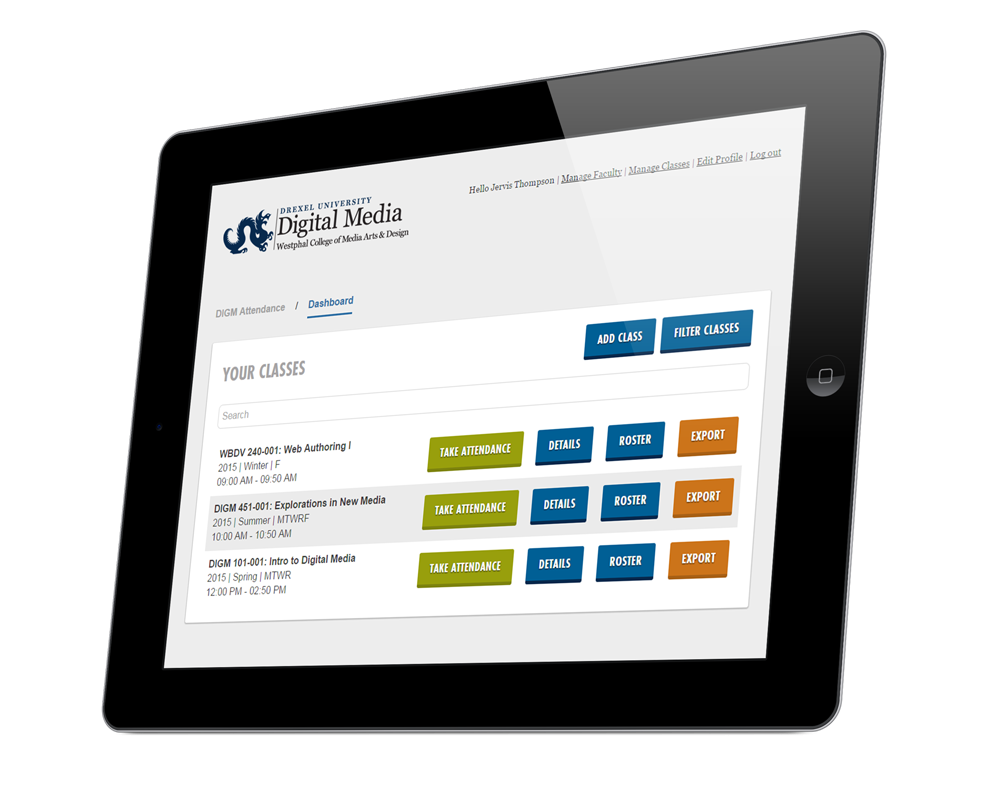 Hello Jervis Thompson | Manage Faculty | Manage Classes | Edit Profile | Log out
DREXEL UNIVERSITY
Digital Media
Westphal College of Media Arts & Design
DIGM Attendance / Dashboard
YOUR CLASSES
ADD CLASS FILTER CLASSES
Search
WBDV 240-001: Web Authoring I
2015 | Winter | F
09:00 AM - 09:50 AM
TAKE ATTENDANCE DETAILS ROSTER EXPORT
DIGM 451-001: Explorations in New Media
2015 | Summer | MTWRF
10:00 AM - 10:50 AM
TAKE ATTENDANCE DETAILS ROSTER EXPORT
DIGM 101-001: Intro to Digital Media
2015 | Spring | MTWR
12:00 PM - 02:50 PM
TAKE ATTENDANCE DETAILS ROSTER EXPORT